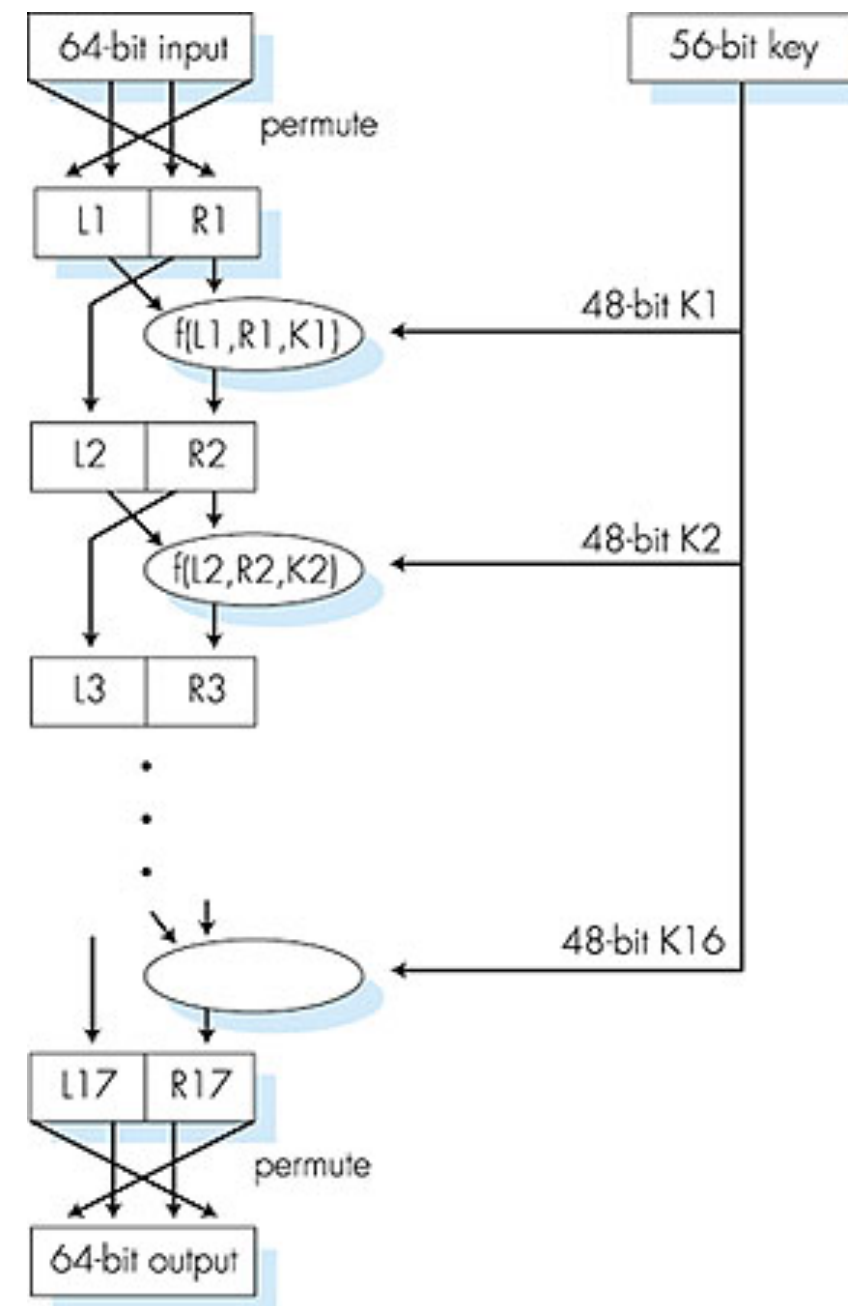 64-bit input
56-bit key
permute
L1 R1
48-bit K1
f(L1,R1,K1)
L2 R2
48-bit K2
f(L2,R2,K2)
L3 R3
48-bit K16
L17 R17
permute
64-bit output